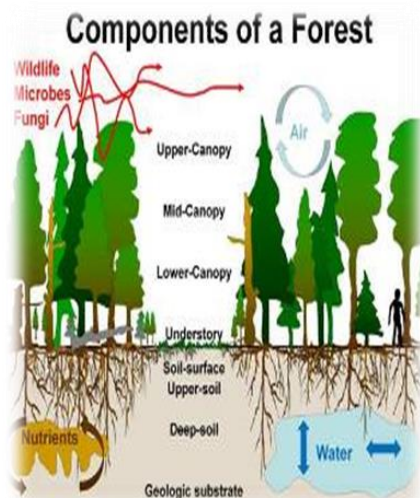 Components of a Forest
Wildlife
Microbes
Fungi
Air
Upper-Canopy
Mid-Canopy
Lower-Canopy
Understory
Soil-surface
Upper-soil
Nutrients
Deep-soil
Water
Geologic substrate